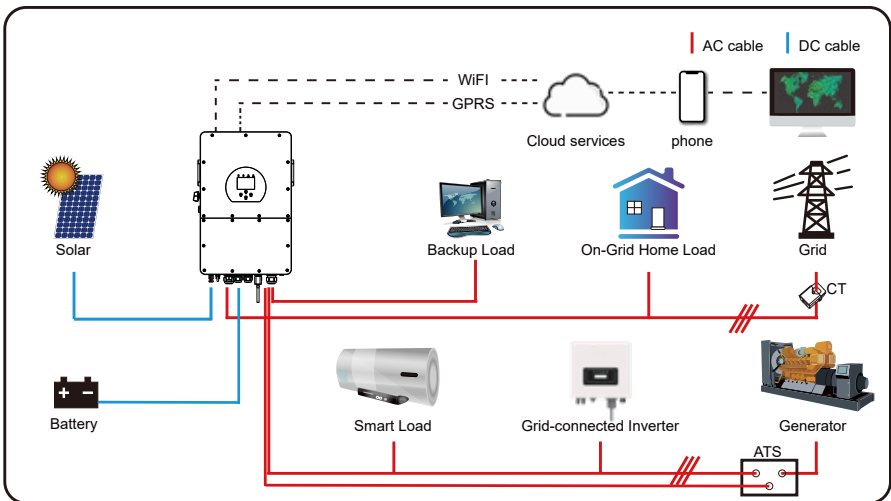 AC cable
DC cable
WiFI
GPRS
Cloud services
phone
Solar
Backup Load
On-Grid Home Load
Grid
CT
Battery
Smart Load
Grid-connected Inverter
Generator
ATS